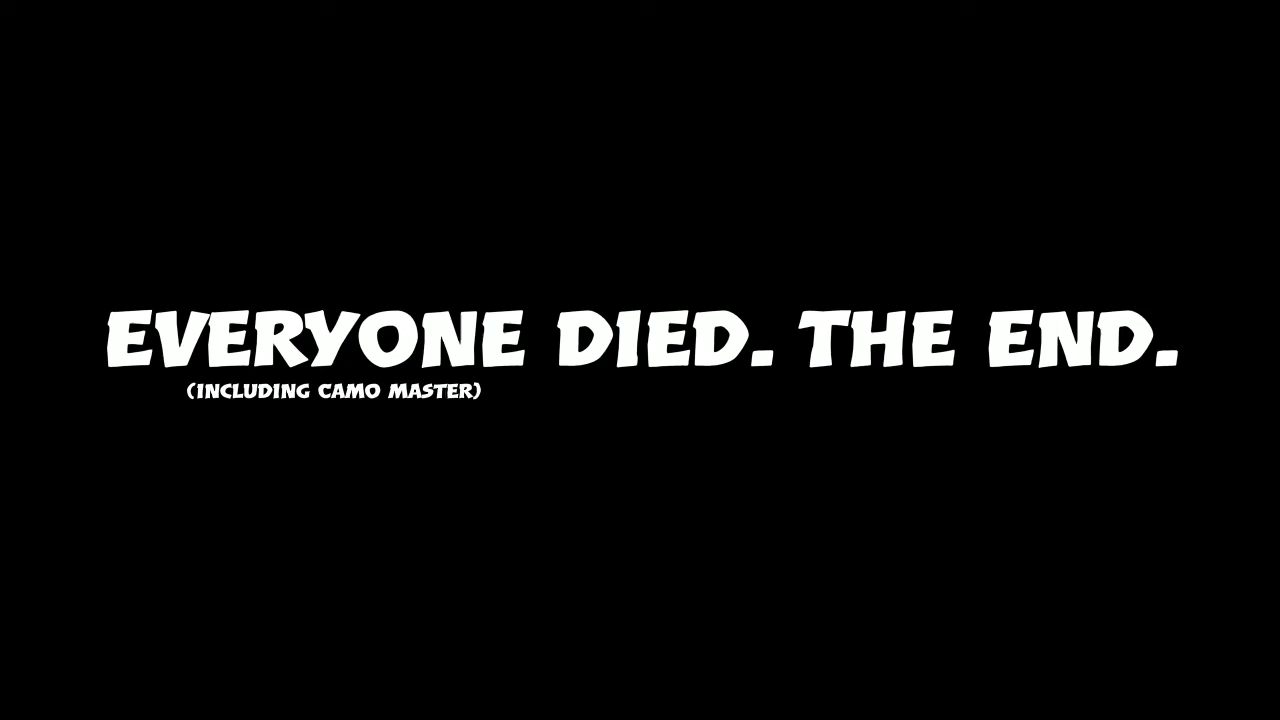 EVERYONE DIED. THE END.
(INCLUDING CAMO MASTER)